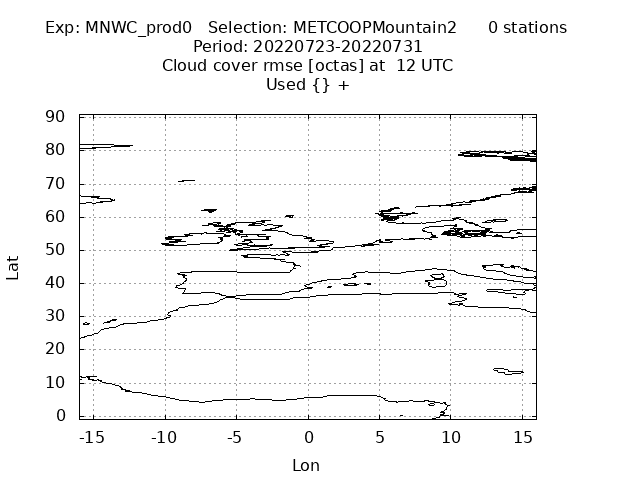 Exp: MNWC_prod0   Selection: METCOOPMountain2      0 stations
Period: 20220723-20220731
Cloud cover rmse [octas] at  12 UTC
Used {} +
90
80
70
60
50
40
30
20
10
0
Lat
-15 -10 -5 0 5 10 15
Lon